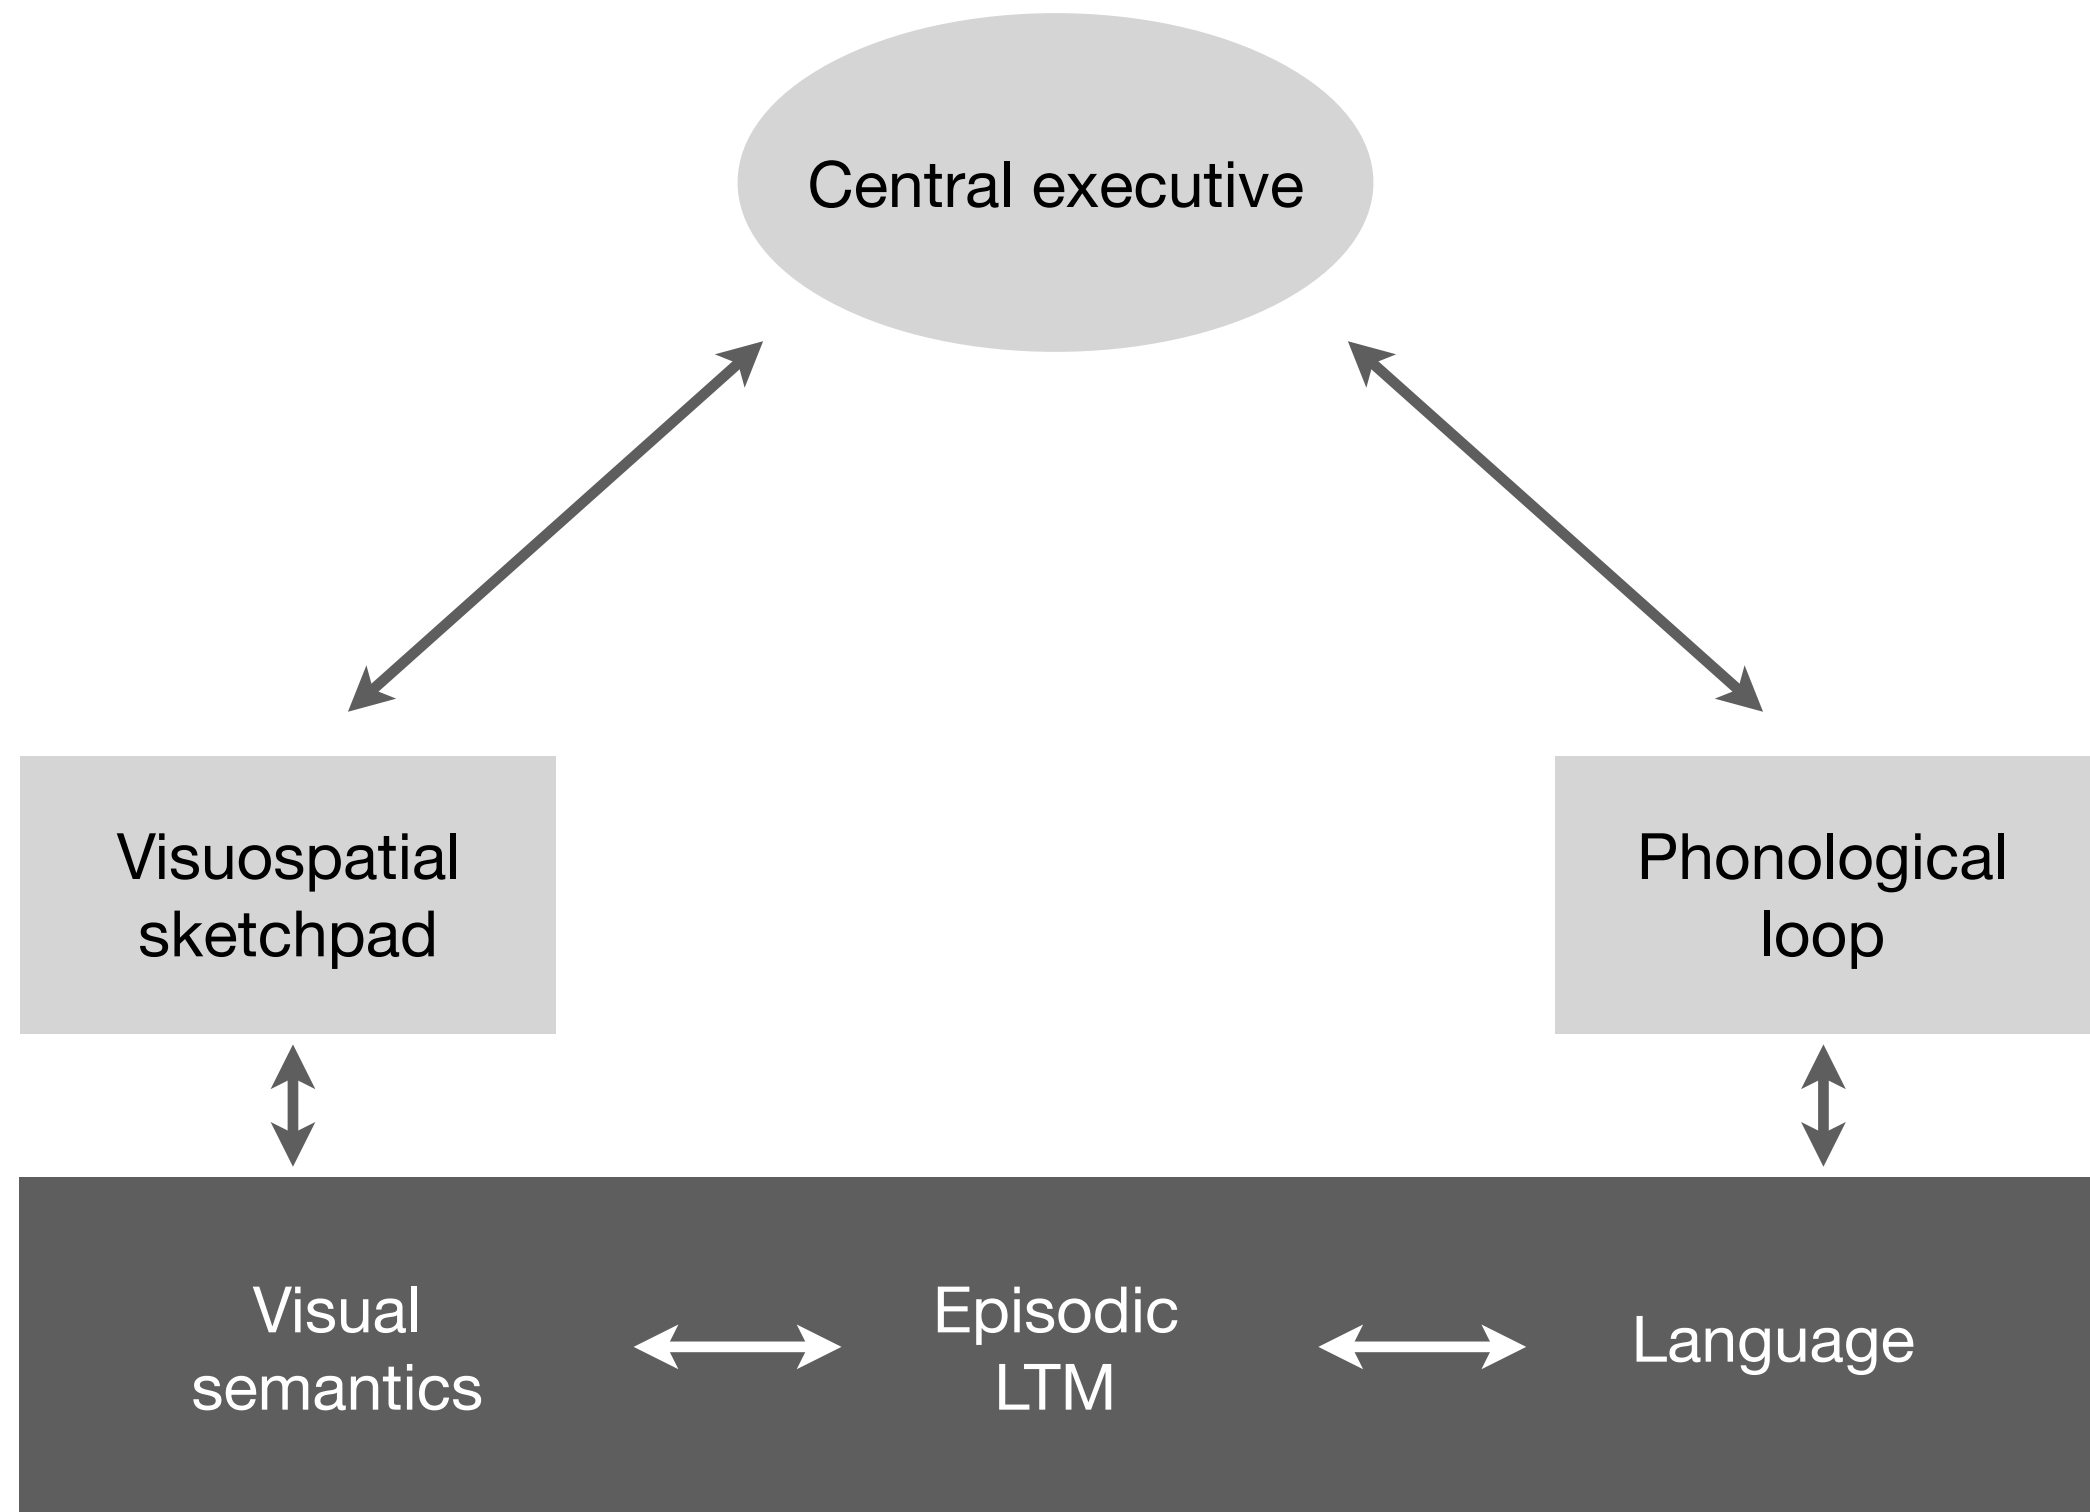 Central executive
Visuospatial
sketchpad
Phonological
loop
Visual
semantics
Episodic
LTM
Language